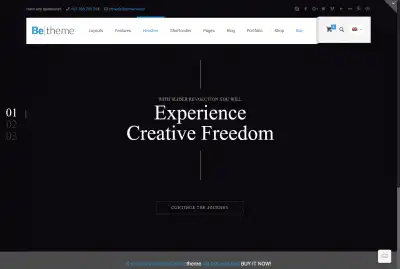 Be|theme
Layouts Features Headers Shortcodes Pages Blog Portfolio Shop Buy
WITH SLIDER REVOLUTION YOU WILL
Experience
Creative Freedom
01
02
03
CONTINUE THE JOURNEY
theme
BUY IT NOW!